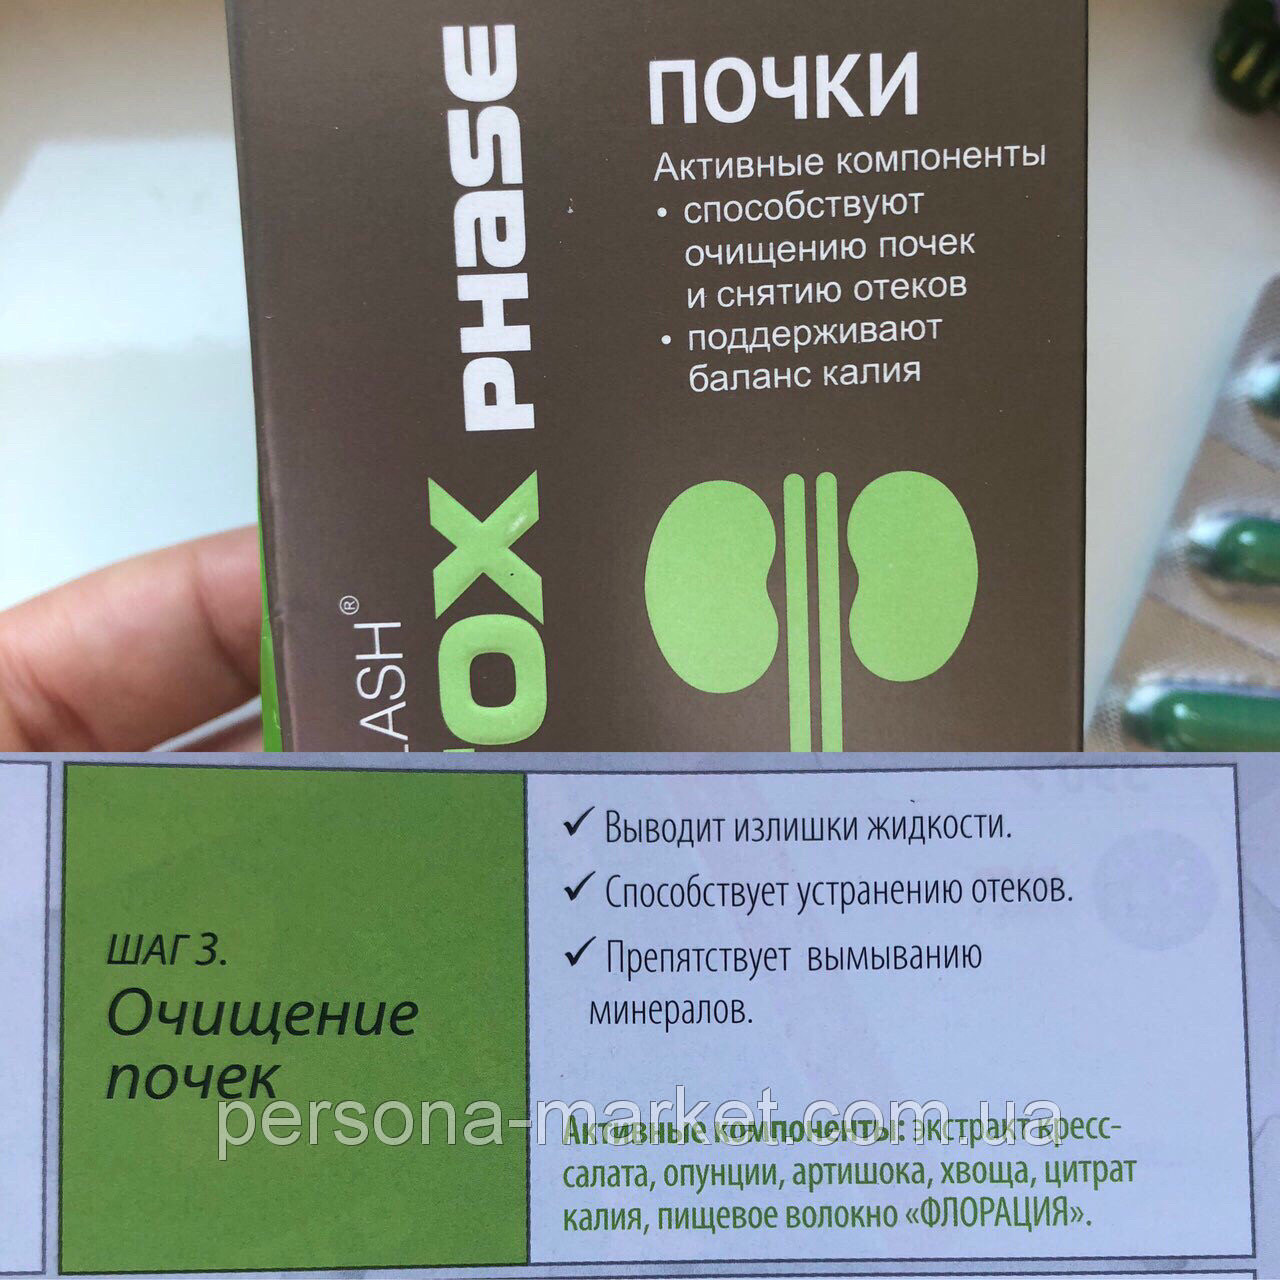 ПОЧКИ
Активные компоненты
• способствуют
очищению почек
и снятию отеков
• поддерживают
баланс калия
PHASE
LASH®
ШАГ 3.
Очищение
почек
✓ Выводит излишки жидкости.
✓ Способствует устранению отеков.
✓ Препятствует вымыванию
минералов.
Активные компоненты: экстракт кресс-
салата, опунции, артишока, хвоща, цитрат
калия, пищевое волокно «ФЛОРАЦИЯ».
persona-market.com.ua